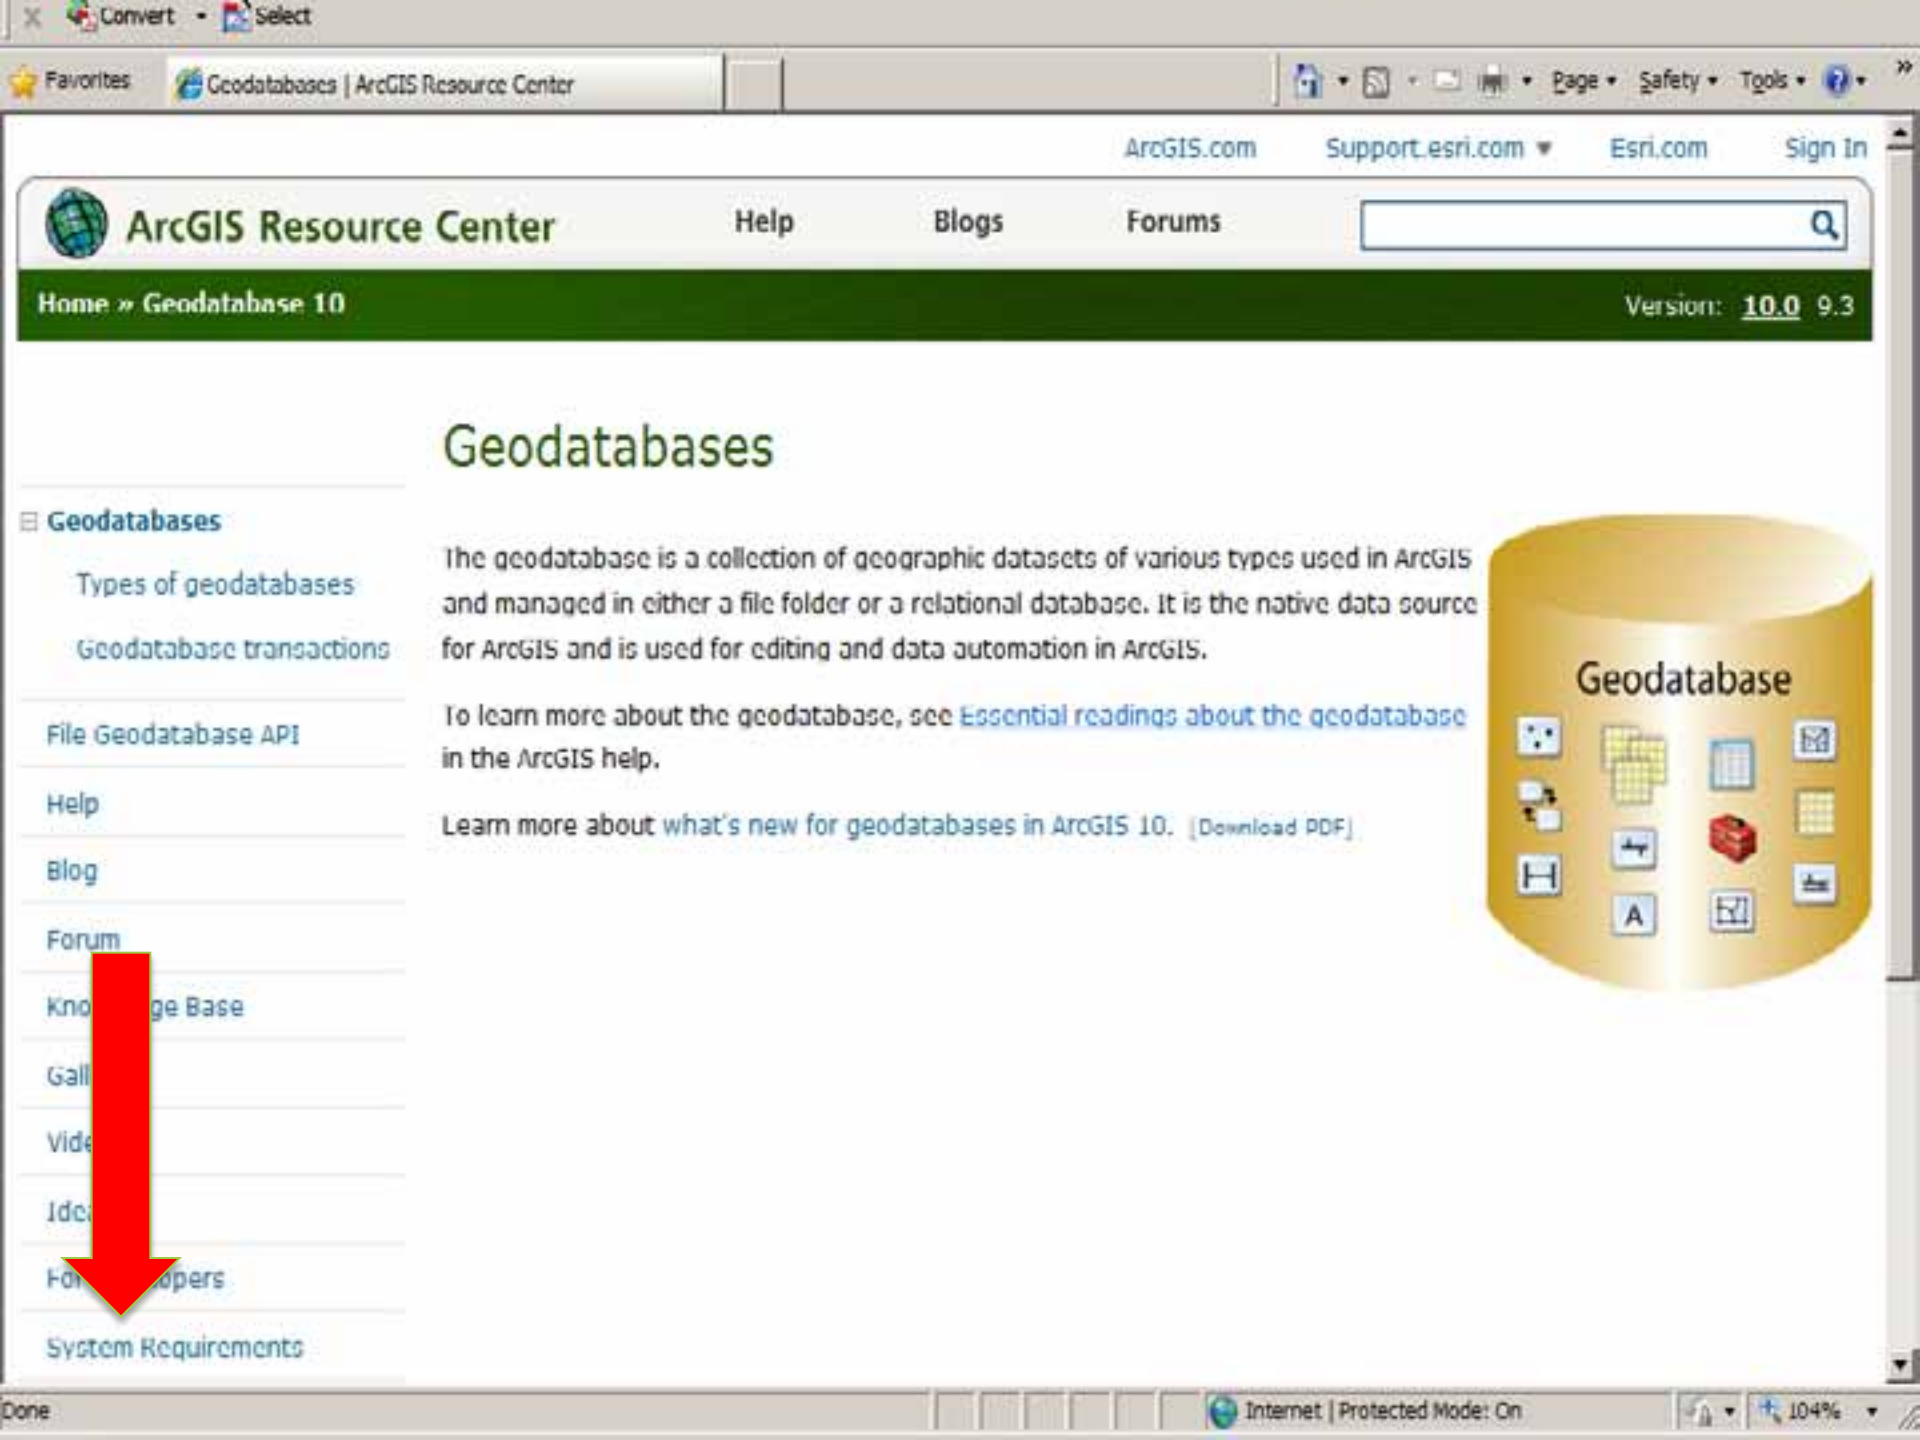 Convert Select
Favorites Geodatabases | ArcGIS Resource Center Page Safety Tools »
ArcGIS.com Support.esri.com Esri.com Sign In
ArcGIS Resource Center Help Blogs Forums
Home » Geodatabase 10 Version: 10.0 9.3
Geodatabases
Geodatabases
Types of geodatabases
Geodatabase transactions
File Geodatabase API
Help
Blog
Forum
Base
System Requirements
The geodatabase is a collection of geographic datasets of various types used in ArcGIS
and managed in either a file folder or a relational database. It is the native data source
for ArcGIS and is used for editing and data automation in ArcGIS.
To learn more about the geodatabase, see Essential readings about the geodatabase
in the ArcGIS help.
Learn more about what's new for geodatabases in ArcGIS 10. [Download PDF]
Geodatabase
A
Done Internet | Protected Mode: On 104%